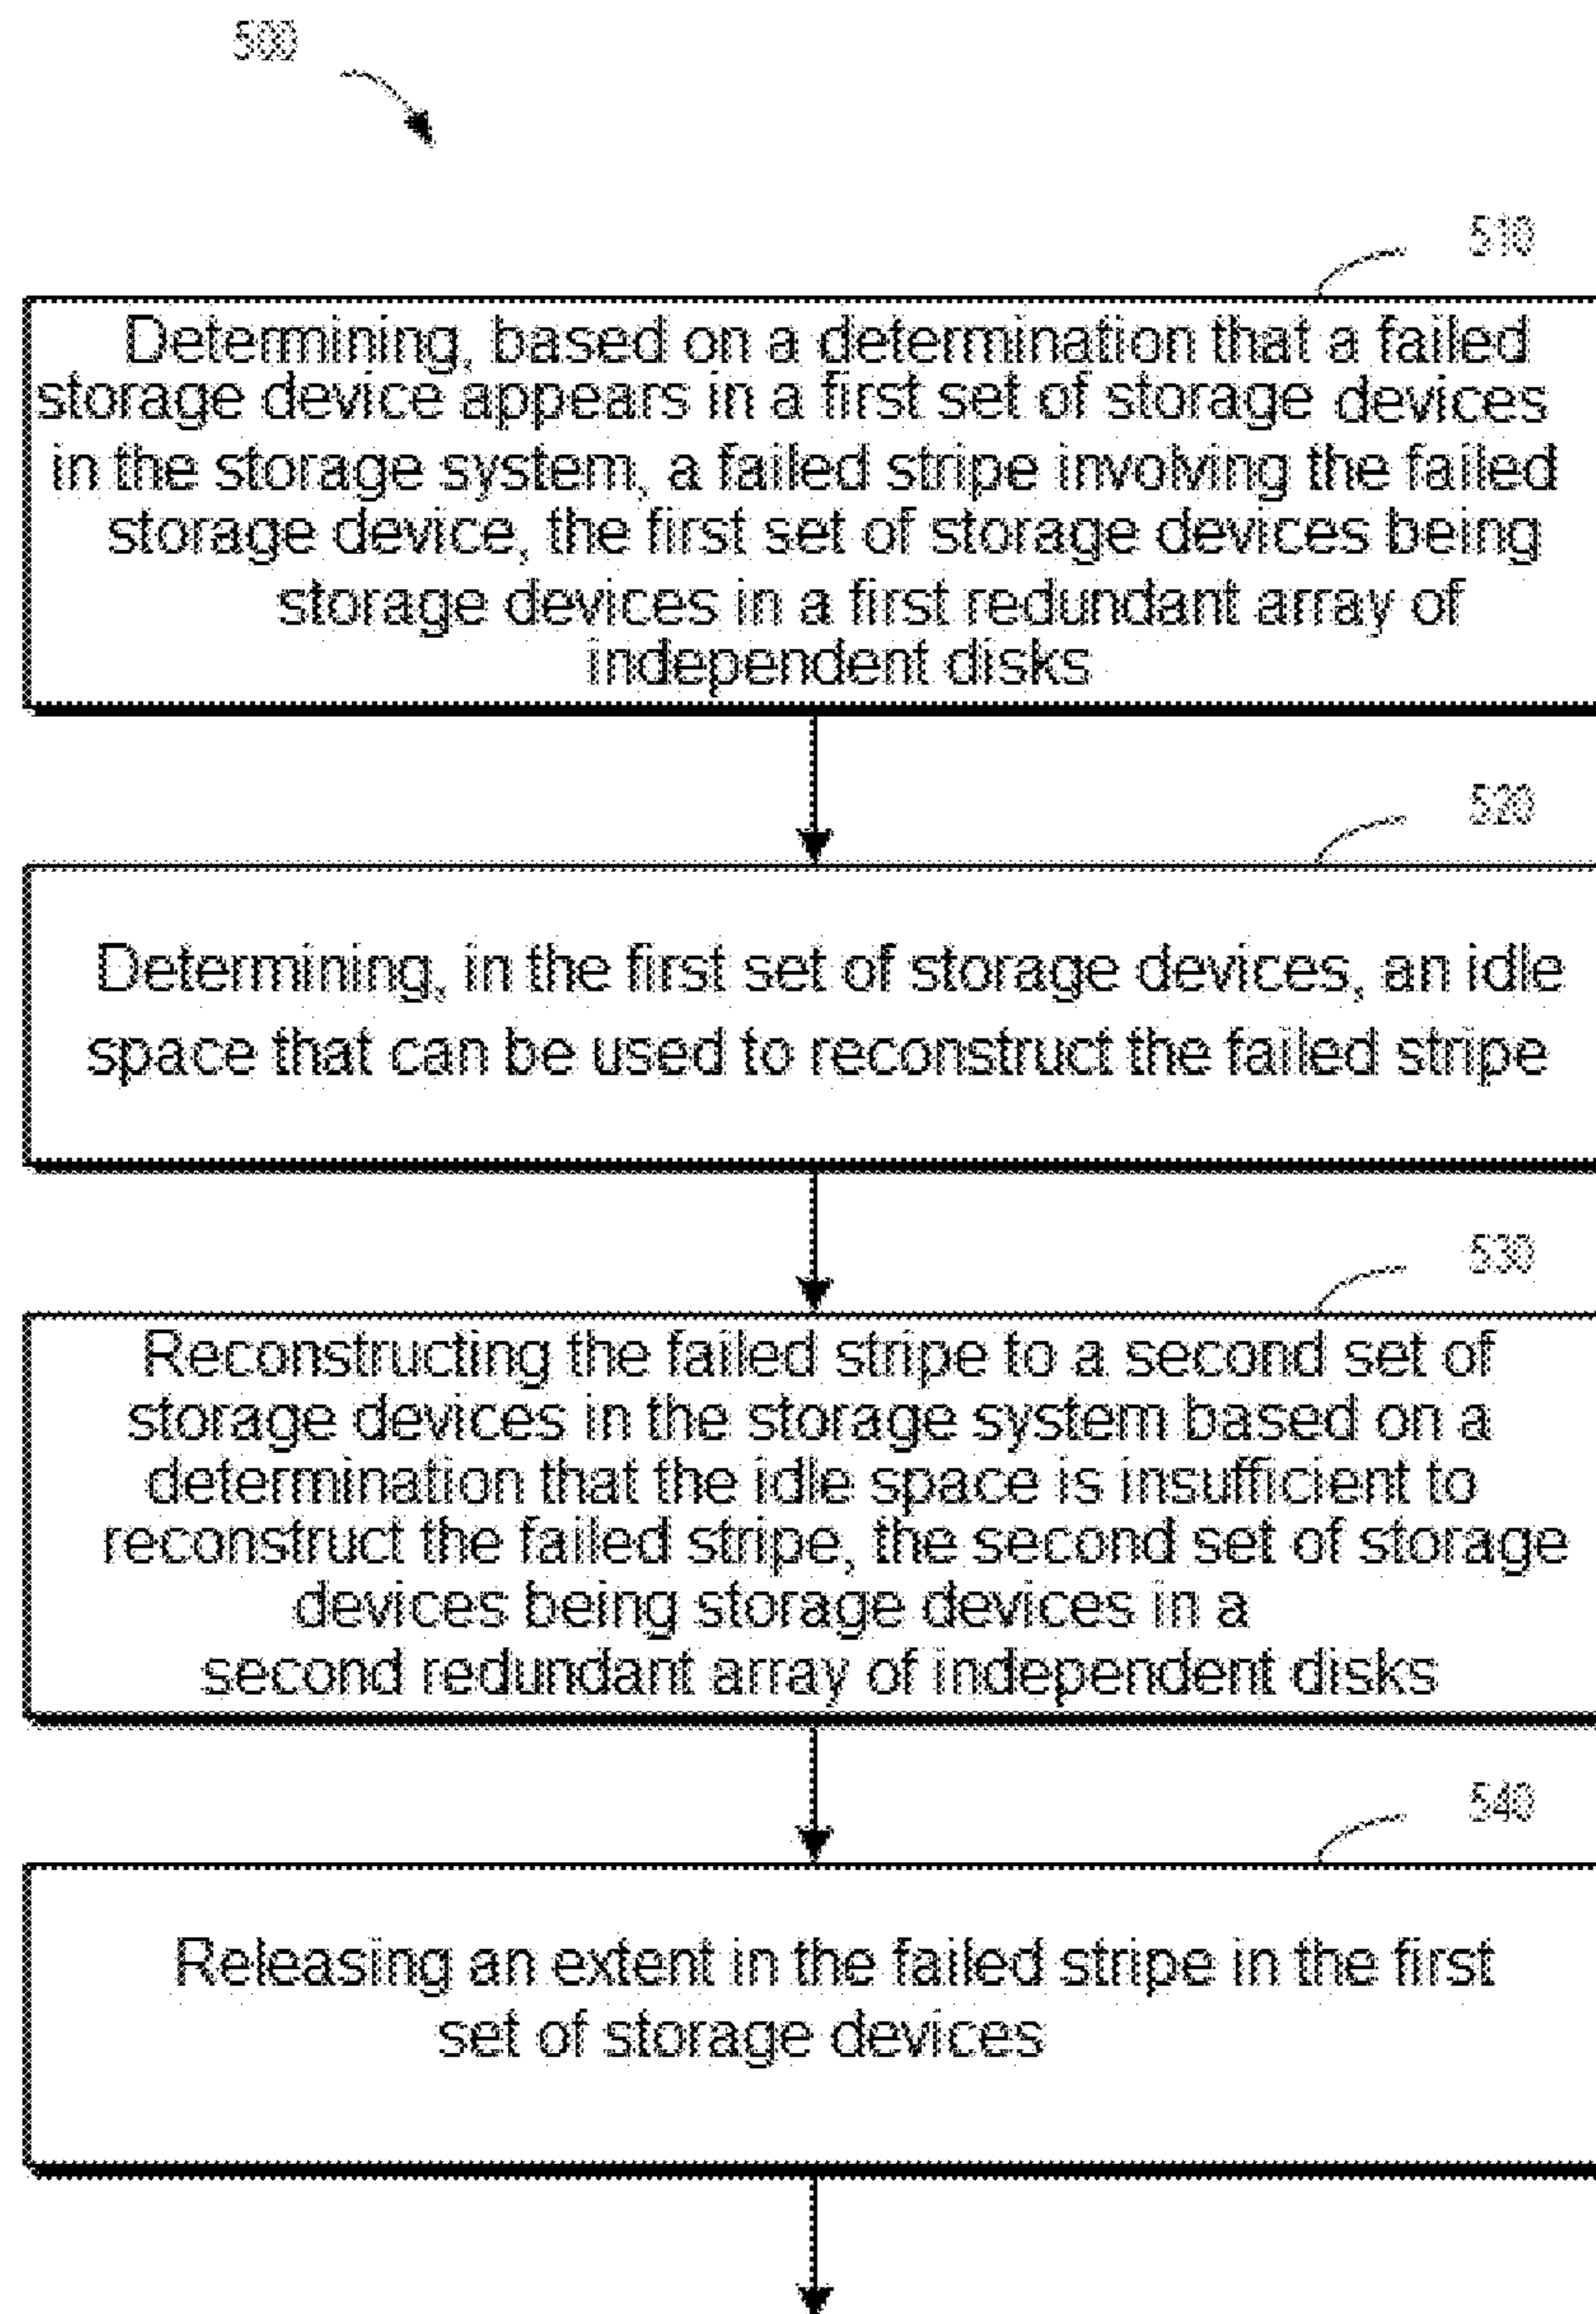 500
510
Determining, based on a determination that a failed
storage device appears in a first set of storage devices
in the storage system, a failed stripe involving the failed
storage device, the first set of storage devices being
storage devices in a first redundant array of
independent disks
520
Determining, in the first set of storage devices, an idle
space that can be used to reconstruct the failed stripe
530
Reconstructing the failed stripe to a second set of
storage devices in the storage system based on a
determination that the idle space is insufficient to
reconstruct the failed stripe, the second set of storage
devices being storage devices in a
second redundant array of independent disks
540
Releasing an extent in the failed stripe in the first
set of storage devices